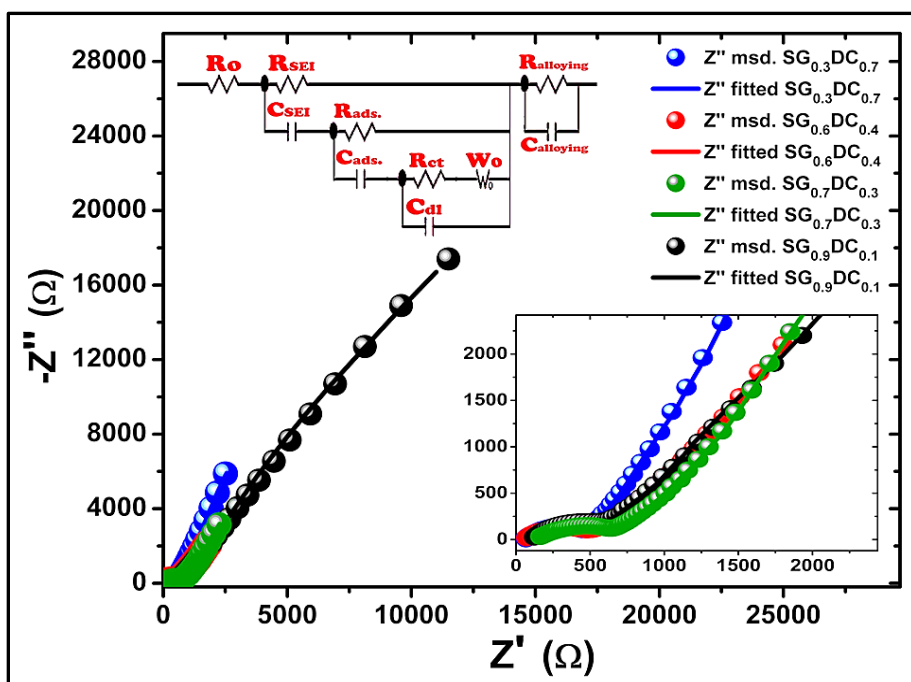 28000
24000
20000
18000
16000
12000
8000
4000
0
-Z'' (Ω)
0 5000 10000 15000 20000 25000
Z' (Ω)
Ro RSEI Ralloying
CSEI Rads. Calloying
Cads. Rct Wo
W0
Cdl
Z'' msd. SG0.3DC0.7
Z'' fitted SG0.3DC0.7
Z'' msd. SG0.6DC0.4
Z'' fitted SG0.6DC0.4
Z'' msd. SG0.7DC0.3
Z'' fitted SG0.7DC0.3
Z'' msd. SG0.9DC0.1
Z'' fitted SG0.9DC0.1
2000
1500
1000
500
0
0 500 1000 1500 2000